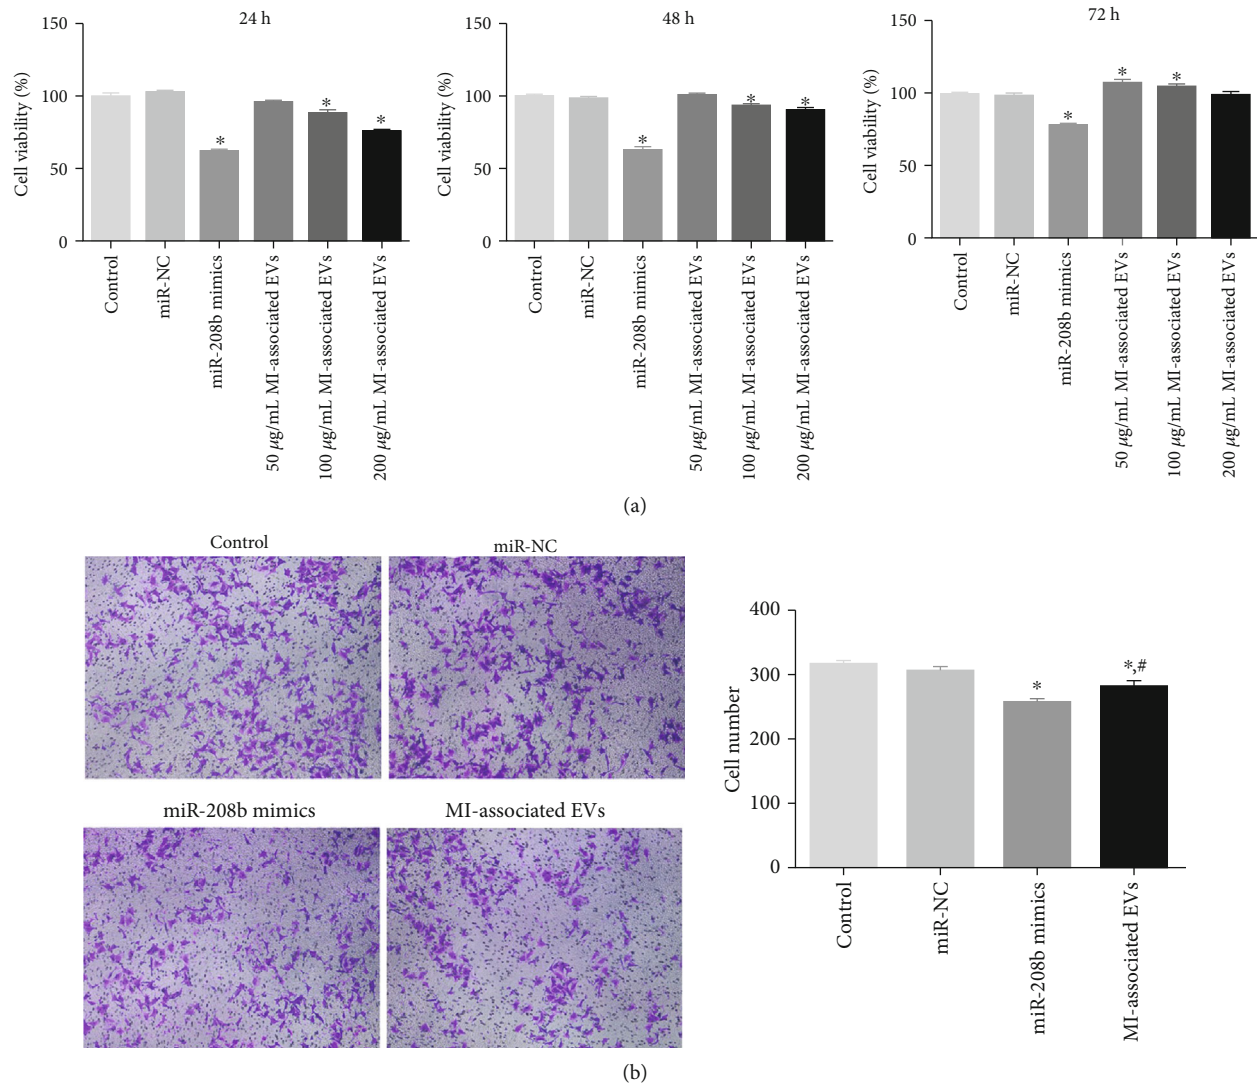 24 h
Cell viability (%)
150
100
50
0
*
*
*
Control
miR-NC
miR-208b mimics
50 μg/mL MI-associated EVs
100 μg/mL MI-associated EVs
200 μg/mL MI-associated EVs
48 h
Cell viability (%)
150
100
50
0
*
*
*
Control
miR-NC
miR-208b mimics
50 μg/mL MI-associated EVs
100 μg/mL MI-associated EVs
200 μg/mL MI-associated EVs
72 h
Cell viability (%)
150
100
50
0
*
*
*
Control
miR-NC
miR-208b mimics
50 μg/mL MI-associated EVs
100 μg/mL MI-associated EVs
200 μg/mL MI-associated EVs
(a)
Control
miR-NC
miR-208b mimics
MI-associated EVs
Cell number
400
300
200
100
0
*
*,#
Control
miR-NC
miR-208b mimics
MI-associated EVs
(b)